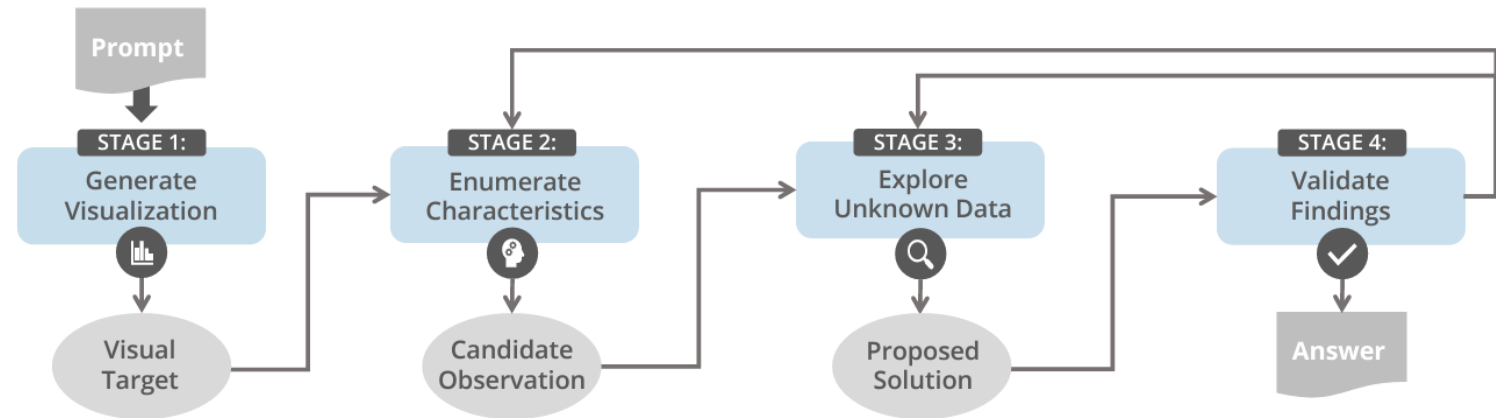 Prompt
STAGE 1:
Generate
Visualization
Visual
Target
STAGE 2:
Enumerate
Characteristics
Candidate
Observation
STAGE 3:
Explore
Unknown Data
Proposed
Solution
STAGE 4:
Validate
Findings
Answer